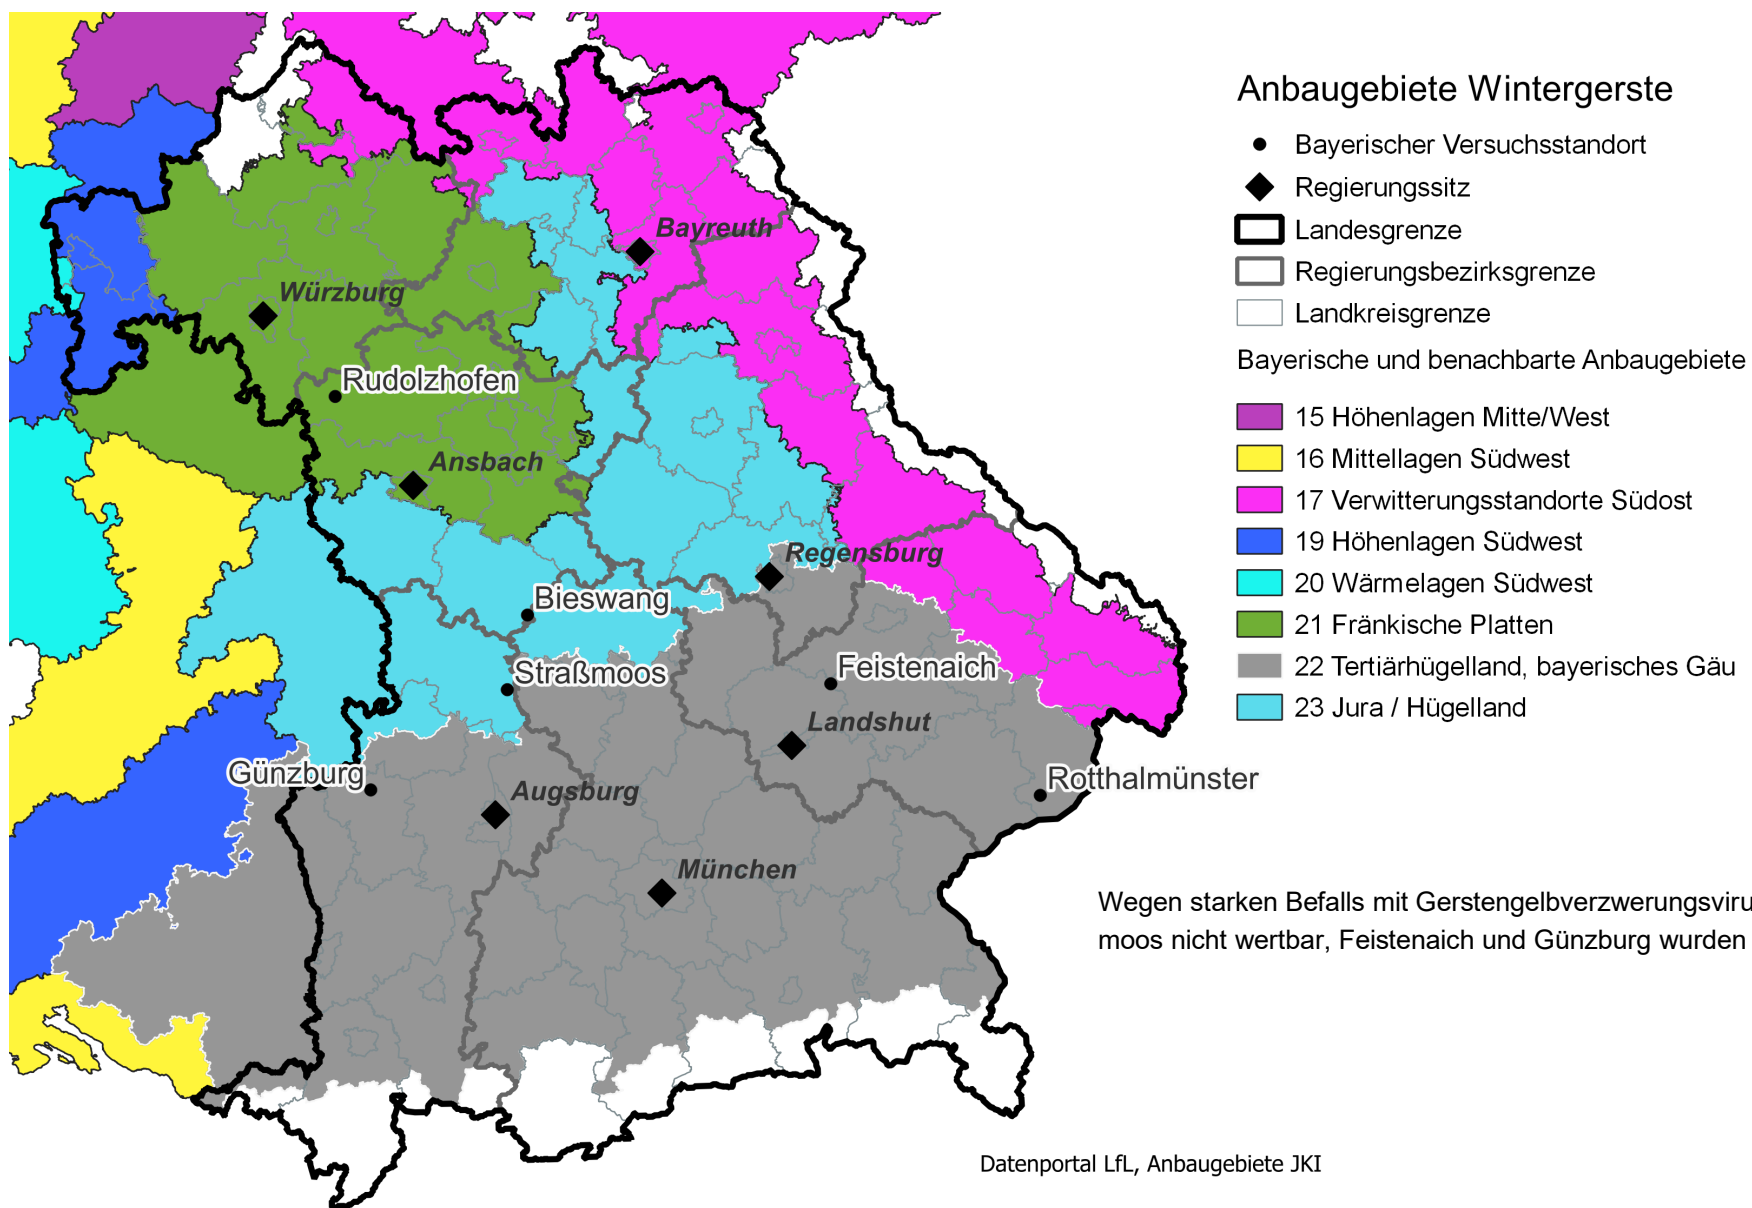 Anbaugebiete Wintergerste
Bayerischer Versuchsstandort
Regierungssitz
Landesgrenze
Regierungsbezirksgrenze
Landkreisgrenze
Bayerische und benachbarte Anbaugebiete
15 Höhenlagen Mitte/West
16 Mittellagen Südwest
17 Verwitterungsstandorte Südost
19 Höhenlagen Südwest
20 Wärmelagen Südwest
21 Fränkische Platten
22 Tertiärhügelland, bayerisches Gäu
23 Jura / Hügelland
Bayreuth
Würzburg
Rudolzhofen
Ansbach
Regensburg
Bieswang
Straßmoos
Feistenaich
Landshut
Günzburg
Augsburg
Rotthalmünster
München
Wegen starken Befalls mit Gerstengelbverzwerungsviru
moos nicht wertbar, Feistenaich und Günzburg wurden
Datenportal LfL, Anbaugebiete JKI